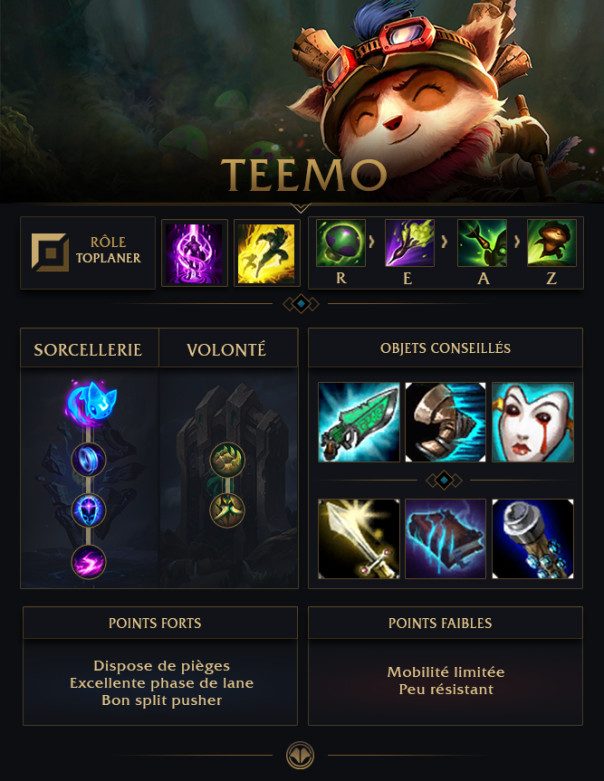 TEEMO
RÔLE
TOPLANER
R E A Z
SORCELLERIE
VOLONTÉ
OBJETS CONSEILLÉS
POINTS FORTS
Dispose de pièges
Excellente phase de lane
Bon split pusher
POINTS FAIBLES
Mobilité limitée
Peu résistant